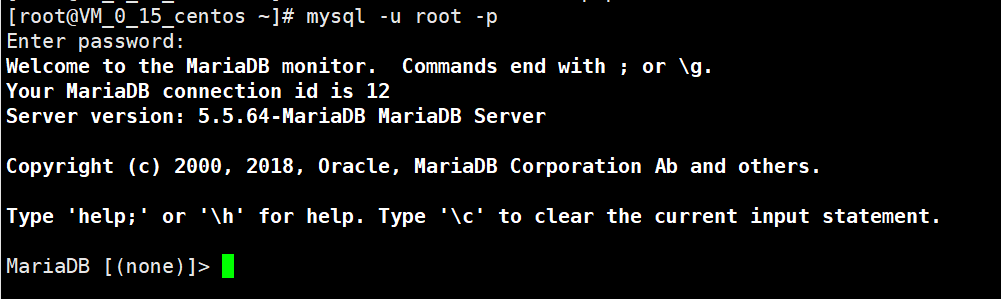 [root@VM_0_15_centos ~]# mysql -u root -p
Enter password:
Welcome to the MariaDB monitor.  Commands end with ; or \g.
Your MariaDB connection id is 12
Server version: 5.5.64-MariaDB MariaDB Server
Copyright (c) 2000, 2018, Oracle, MariaDB Corporation Ab and others.
Type 'help;' or '\h' for help. Type '\c' to clear the current input statement.
MariaDB [(none)]>